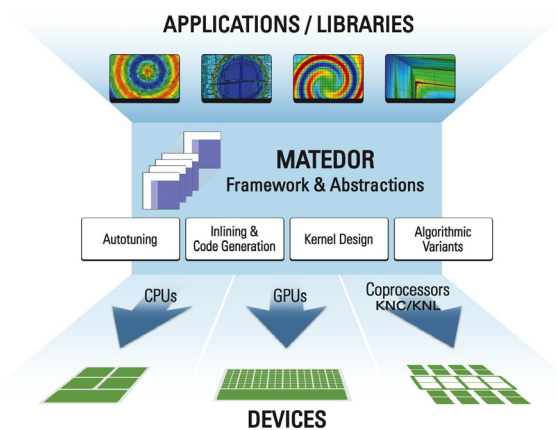 APPLICATIONS / LIBRARIES
MATEDOR
Framework & Abstractions
Autotuning
Inlining &
Code Generation
Kernel Design
Algorithmic
Variants
CPUs
GPUs
Coprocessors
KNC/KNL
DEVICES